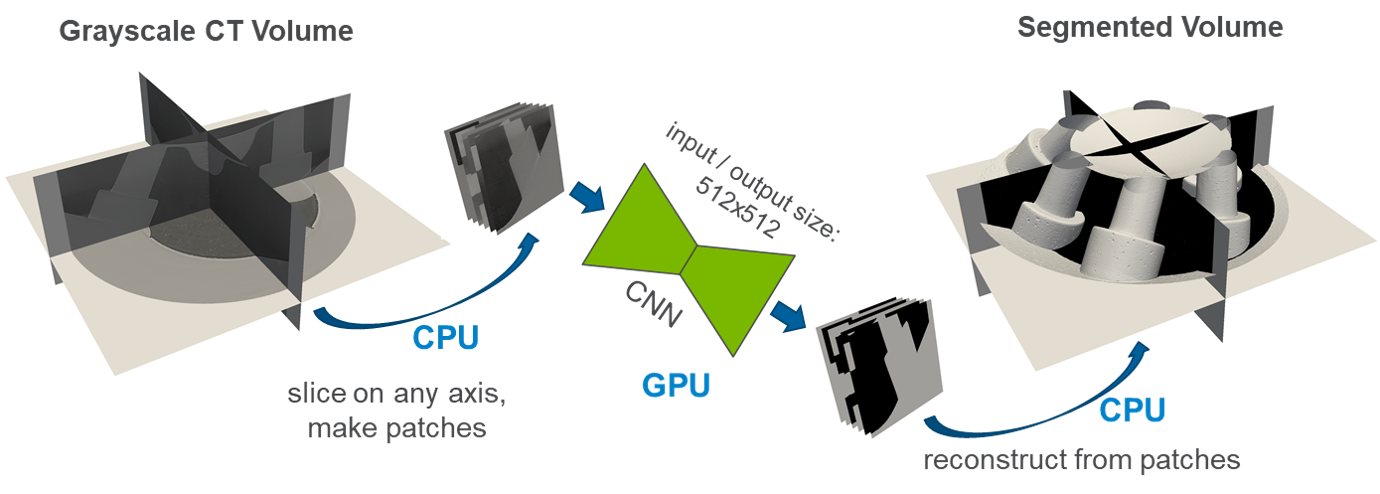 Grayscale CT Volume
Segmented Volume
input / output size:
512x512
CNN
CPU
GPU
CPU
slice on any axis,
make patches
reconstruct from patches